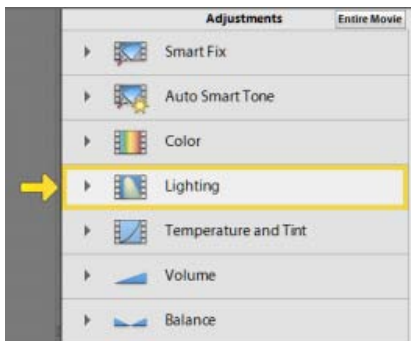 Adjustments Entire Movie
Smart Fix
Auto Smart Tone
Color
Lighting
Temperature and Tint
Volume
Balance